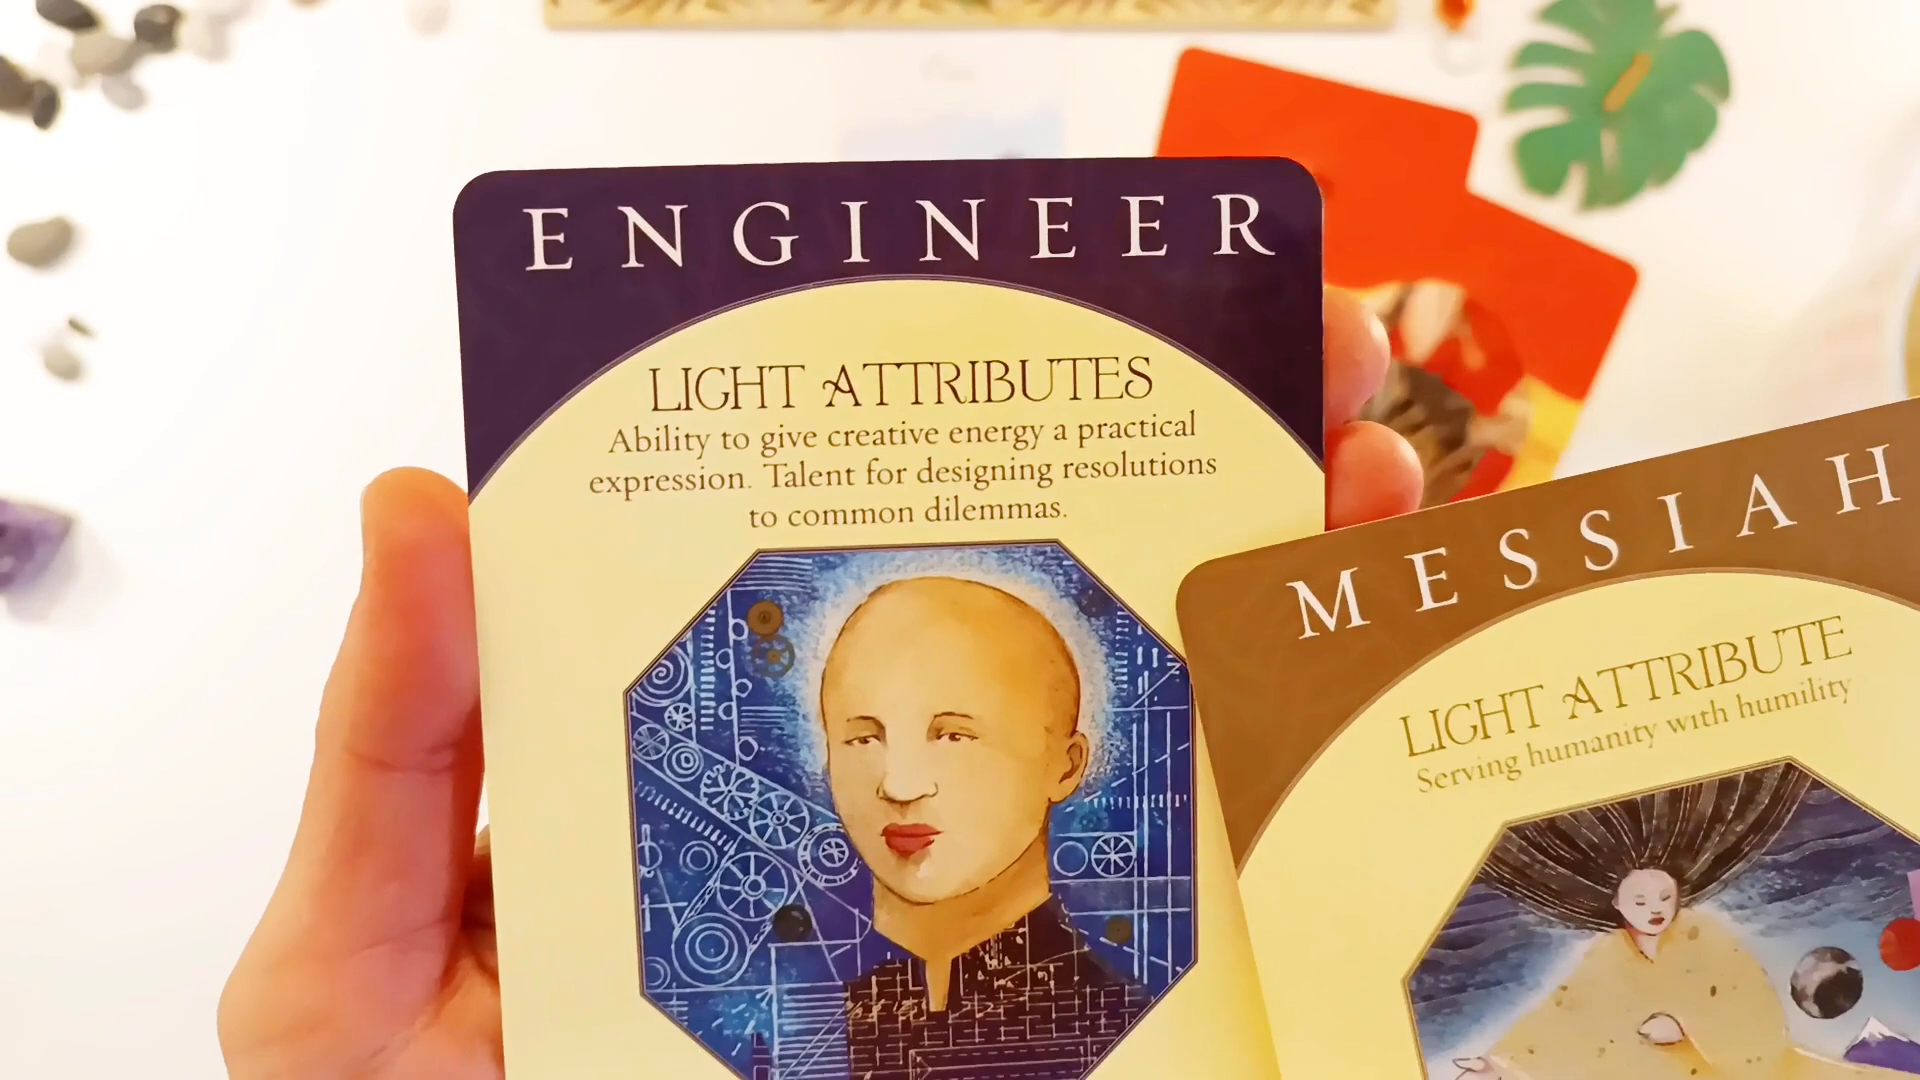 ENGINEER
LIGHT ATTRIBUTES
Ability to give creative energy a practical
expression. Talent for designing resolutions
to common dilemmas.
MESSIAH
LIGHT ATTRIBUTE
Serving humanity with humility